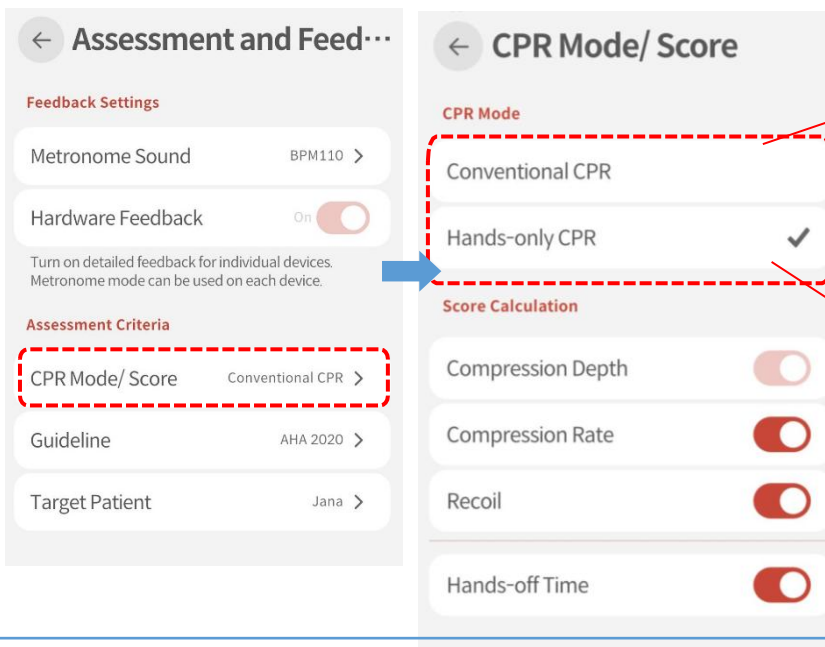 Assessment and Feed···
Feedback Settings
Metronome Sound BPM110
Hardware Feedback On
Turn on detailed feedback for individual devices.
Metronome mode can be used on each device.
Assessment Criteria
CPR Mode/ Score Conventional CPR
Guideline AHA 2020
Target Patient Jana
CPR Mode/ Score
CPR Mode
Conventional CPR
Hands-only CPR
Score Calculation
Compression Depth
Compression Rate
Recoil
Hands-off Time